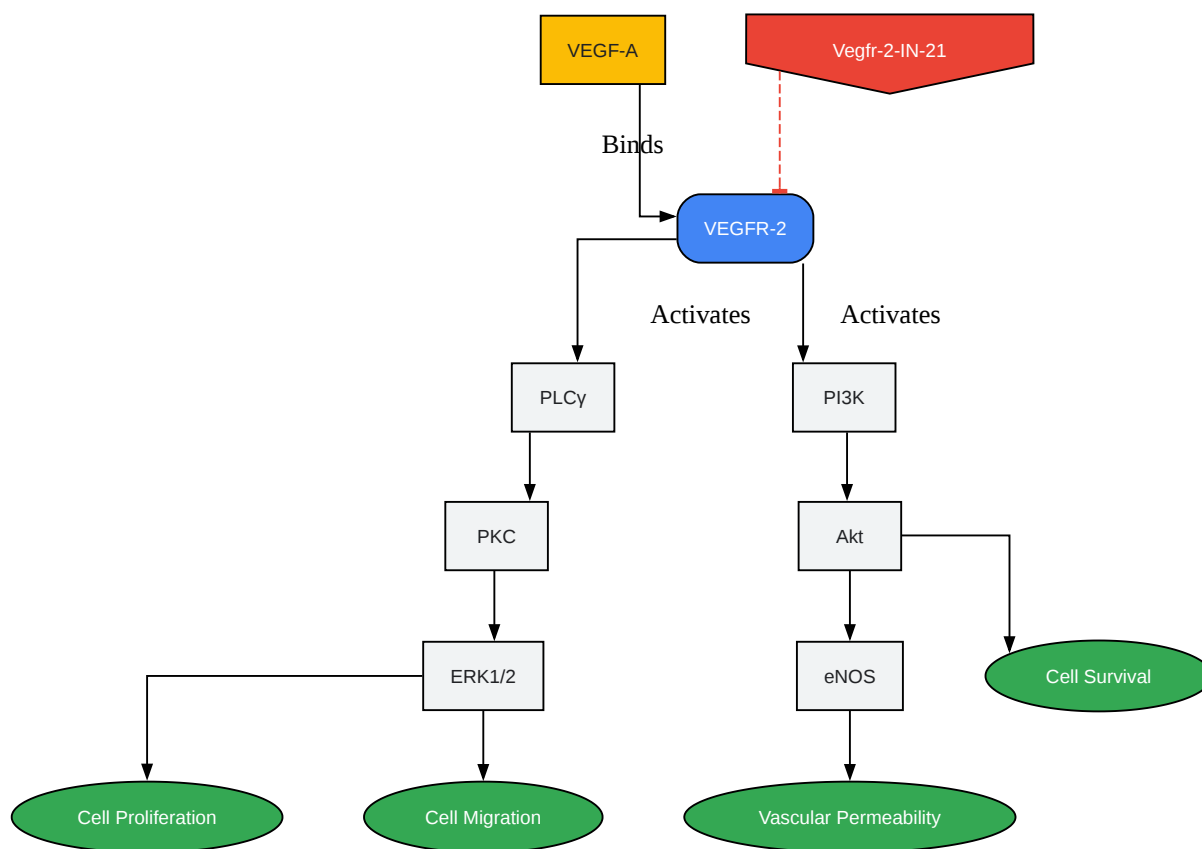 VEGF-A
Vegfr-2-IN-21
Binds
VEGFR-2
Activates
Activates
PLCγ
PI3K
PKC
Akt
ERK1/2
eNOS
Cell Survival
Cell Proliferation
Cell Migration
Vascular Permeability